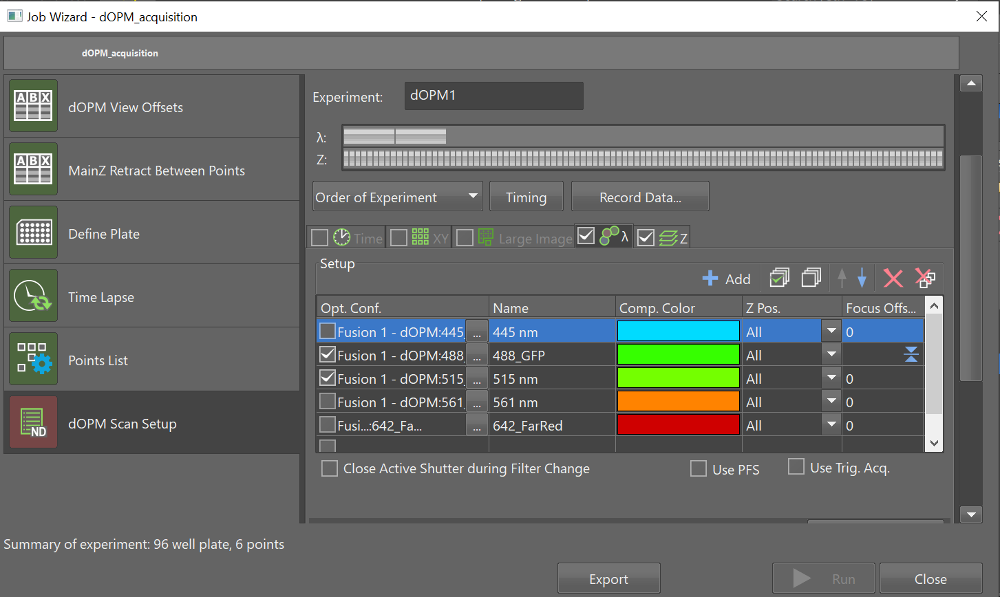 Job Wizard - dOPM_acquisition
dOPM_acquisition
ABX
dOPM View Offsets
ABX
MainZ Retract Between Points
Define Plate
Time Lapse
Points List
ND
dOPM Scan Setup
Experiment: dOPM1
λ:
Z:
Order of Experiment Timing Record Data...
Time XY Large Image λ Z
Setup
Add
Opt. Conf. Name Comp. Color Z Pos. Focus Offs...
Fusion 1 - dOPM:445_ ... 445 nm All 0
Fusion 1 - dOPM:488_ ... 488_GFP All
Fusion 1 - dOPM:515_ ... 515 nm All 0
Fusion 1 - dOPM:561_ ... 561 nm All 0
Fusi...:642_Fa... ... 642_FarRed All 0
Close Active Shutter during Filter Change Use PFS Use Trig. Acq.
Summary of experiment: 96 well plate, 6 points
Export Run Close